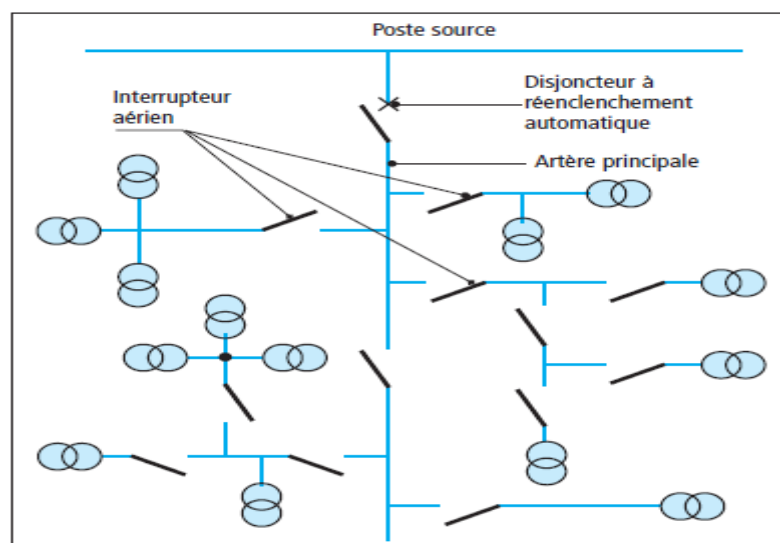 Poste source
Interrupteur
aérien
Disjoncteur à
réenclenchement
automatique
Artère principale